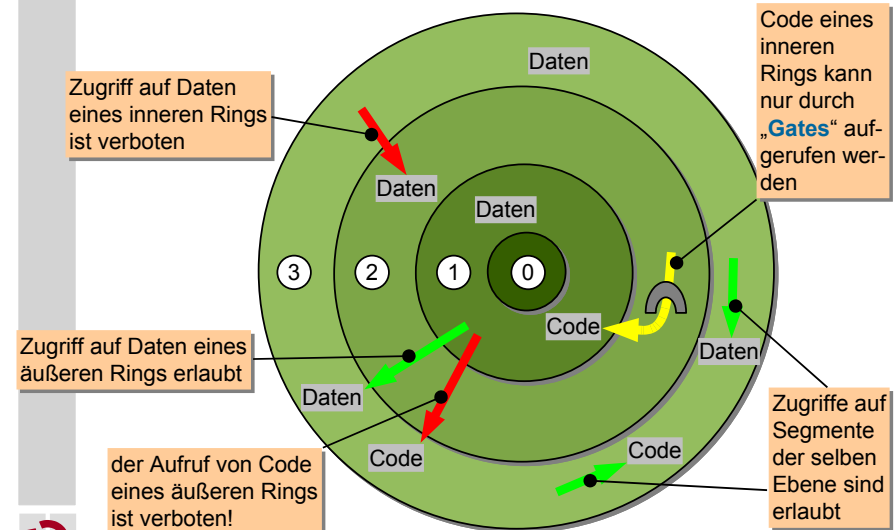 Daten
Code eines
inneren
Rings kann
nur durch
„Gates“ auf-
gerufen wer-
den
Zugriff auf Daten
eines inneren Rings
ist verboten
Daten
Daten
3
2
1
0
Code
Daten
Zugriff auf Daten eines
äußeren Rings erlaubt
Daten
Code
Code
Zugriffe auf
Segmente
der selben
Ebene sind
erlaubt
der Aufruf von Code
eines äußeren Rings
ist verboten!